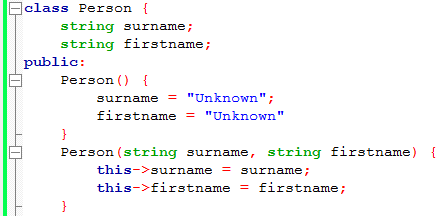 class Person {
string surname;
string firstname;
public:
Person() {
surname = "Unknown";
firstname = "Unknown"
}
Person(string surname, string firstname) {
this->surname = surname;
this->firstname = firstname;
}